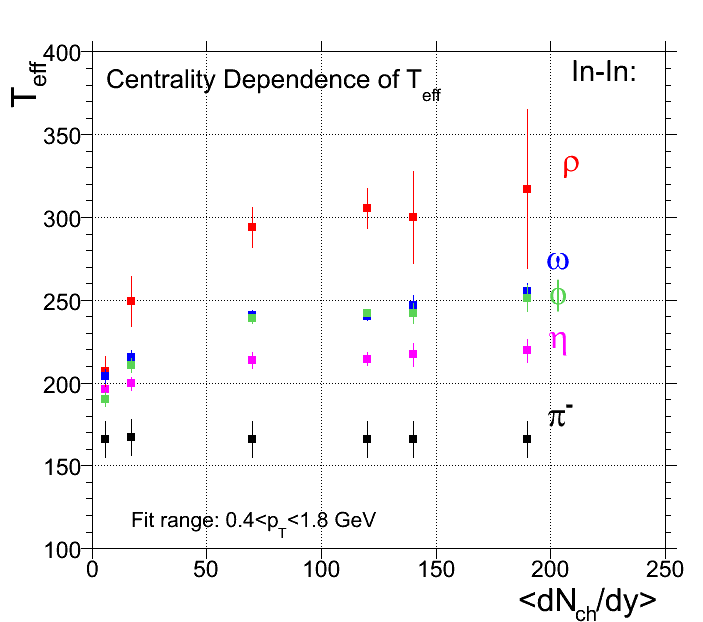 Centrality Dependence of T_eff
In-In:
T_eff
400
350
300
250
200
150
100
ρ
ω
ϕ
η
π⁻
Fit range: 0.4<p_T<1.8 GeV
0 50 100 150 200 250
<dN_ch/dy>